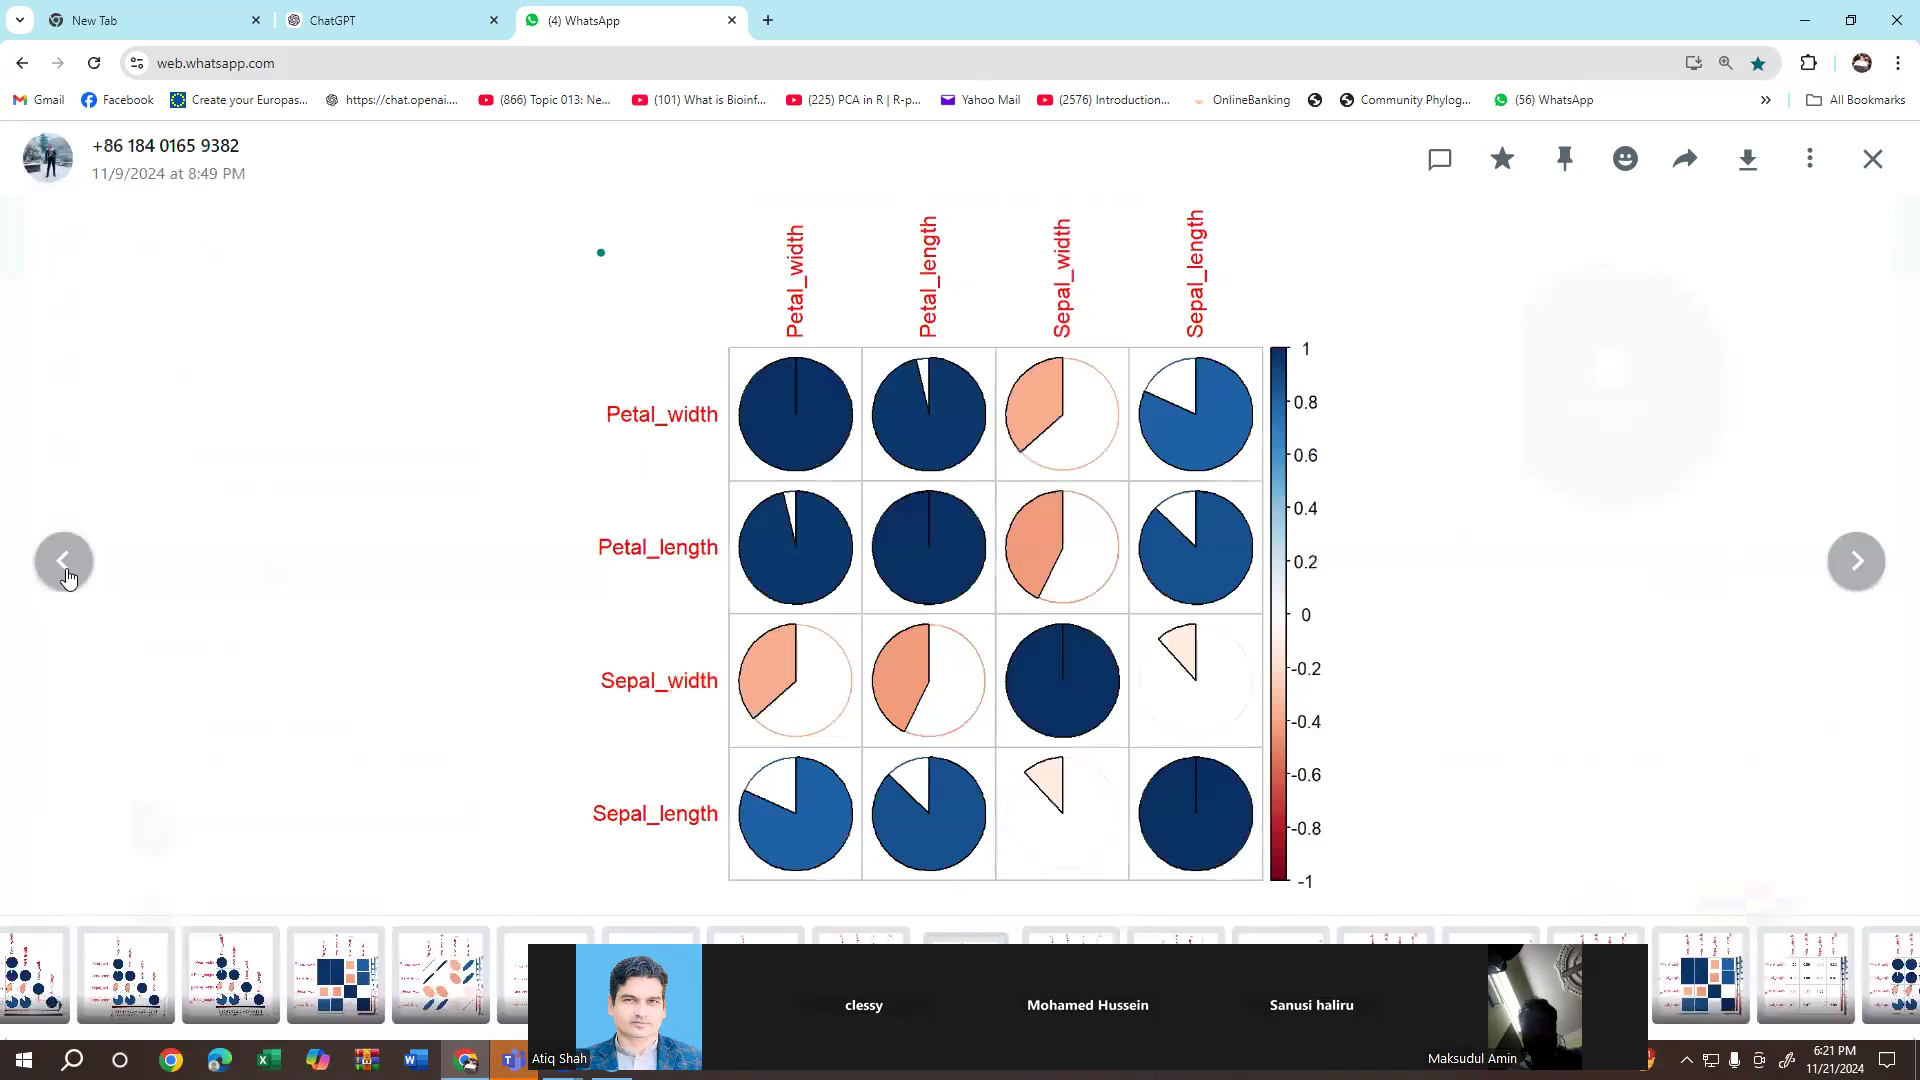 New Tab
ChatGPT
(4) WhatsApp
web.whatsapp.com
Gmail
Facebook
Create your Europas...
https://chat.openai....
(866) Topic 013: Ne...
(101) What is Bioinf...
(225) PCA in R | R-p...
Yahoo Mail
(2576) Introduction...
OnlineBanking
Community Phylog...
(56) WhatsApp
All Bookmarks
+86 184 0165 9382
11/9/2024 at 8:49 PM
Petal_width
Petal_length
Sepal_width
Sepal_length
Petal_width
Petal_length
Sepal_width
Sepal_length
1
0.8
0.6
0.4
0.2
0
-0.2
-0.4
-0.6
-0.8
-1
Atiq Shah
clessy
Mohamed Hussein
Sanusi haliru
Maksudul Amin
6:21 PM
11/21/2024